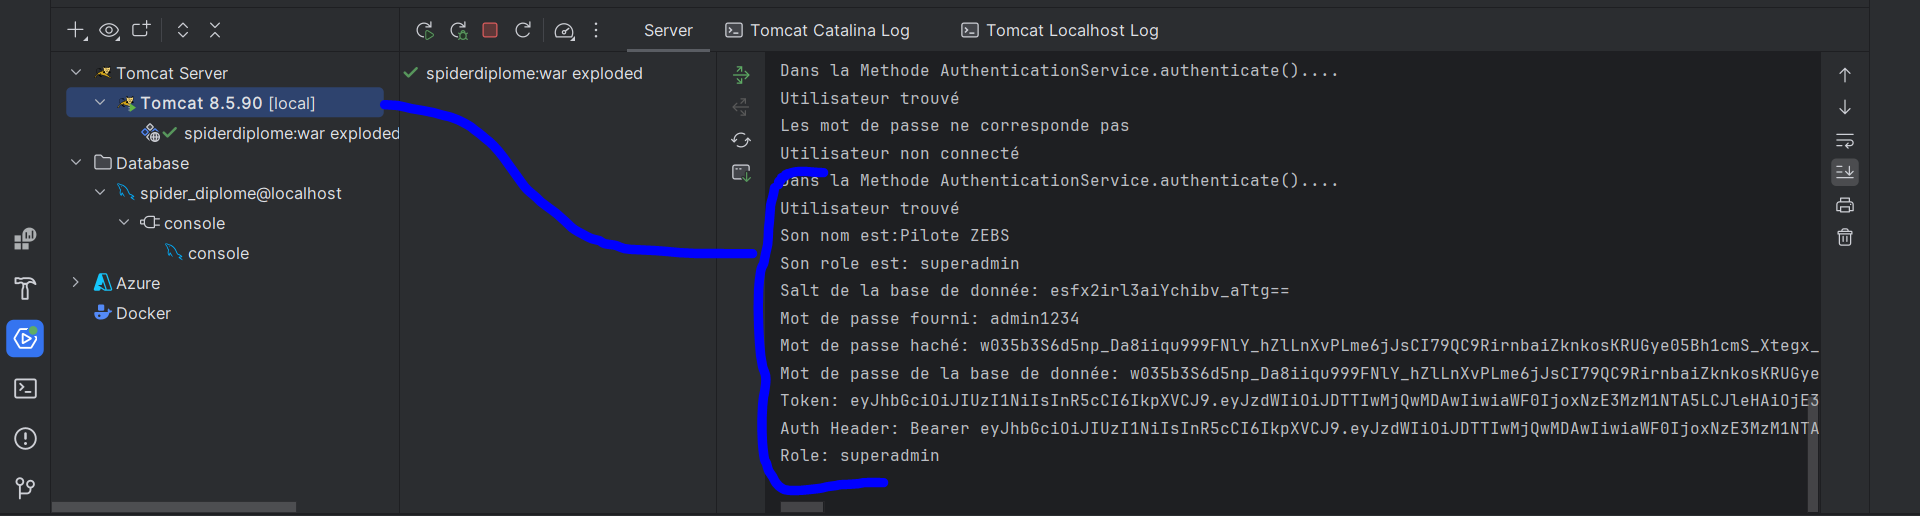 Server
Tomcat Catalina Log
Tomcat Localhost Log
Tomcat Server
Tomcat 8.5.90 [local]
spiderdiplome:war exploded
Database
spider_diplome@localhost
console
console
Azure
Docker
spiderdiplome:war exploded
Dans la Methode AuthenticationService.authenticate()....
Utilisateur trouvé
Les mot de passe ne corresponde pas
Utilisateur non connecté
Dans la Methode AuthenticationService.authenticate()....
Utilisateur trouvé
Son nom est:Pilote ZEBS
Son role est: superadmin
Salt de la base de donnée: esfx2irl3aiYchibv_aTtg==
Mot de passe fourni: admin1234
Mot de passe haché: w035b3S6d5np_Da8iiqu999FNlY_hZlLnXvPLme6jJsCI79QC9RirnbaiZknkosKRUGye05Bh1cmS_Xtegx_
Mot de passe de la base de donnée: w035b3S6d5np_Da8iiqu999FNlY_hZlLnXvPLme6jJsCI79QC9RirnbaiZknkosKRUGye
Token: eyJhbGciOiJIUzI1NiIsInR5cCI6IkpXVCJ9.eyJzdWIiOiJDTTIwMjQwMDAwIiwiaWF0IjoxNzE3MzM1NTA5LCJleHAiOjE3
Auth Header: Bearer eyJhbGciOiJIUzI1NiIsInR5cCI6IkpXVCJ9.eyJzdWIiOiJDTTIwMjQwMDAwIiwiaWF0IjoxNzE3MzM1NTA
Role: superadmin